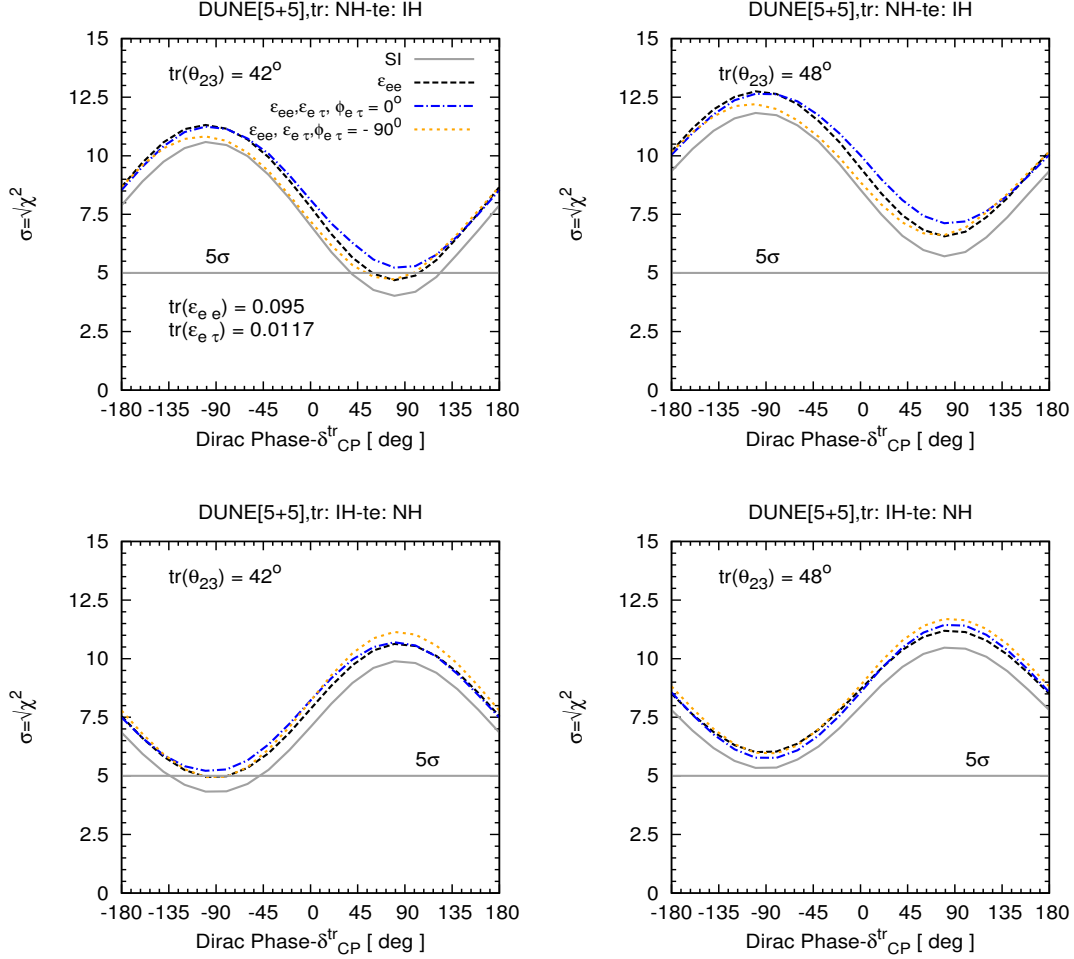 DUNE[5+5],tr: NH-te: IH
tr(θ23) = 42o
SI
εee
εee,εe τ, ϕe τ = 0o
εee, εe τ,ϕe τ = - 90o
5σ
tr(εe e) = 0.095
tr(εe τ) = 0.0117
σ=√χ2
0
2.5
5
7.5
10
12.5
15
-180 -135 -90 -45 0 45 90 135 180
Dirac Phase-δtrCP [ deg ]
DUNE[5+5],tr: NH-te: IH
tr(θ23) = 48o
5σ
σ=√χ2
0
2.5
5
7.5
10
12.5
15
-180 -135 -90 -45 0 45 90 135 180
Dirac Phase-δtrCP [ deg ]
DUNE[5+5],tr: IH-te: NH
tr(θ23) = 42o
5σ
σ=√χ2
0
2.5
5
7.5
10
12.5
15
-180 -135 -90 -45 0 45 90 135 180
Dirac Phase-δtrCP [ deg ]
DUNE[5+5],tr: IH-te: NH
tr(θ23) = 48o
5σ
σ=√χ2
0
2.5
5
7.5
10
12.5
15
-180 -135 -90 -45 0 45 90 135 180
Dirac Phase-δtrCP [ deg ]